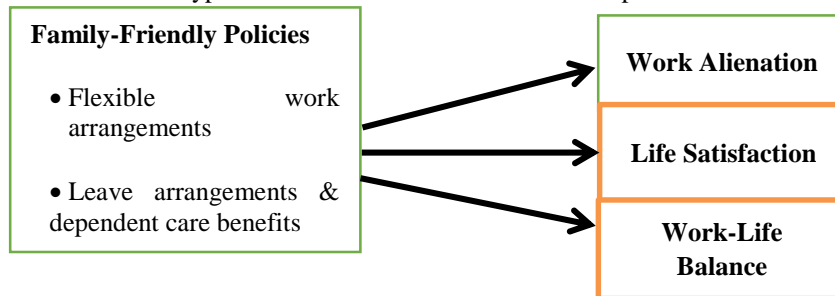 Family-Friendly Policies
• Flexible work
arrangements
• Leave arrangements &
dependent care benefits
Work Alienation
Life Satisfaction
Work-Life
Balance